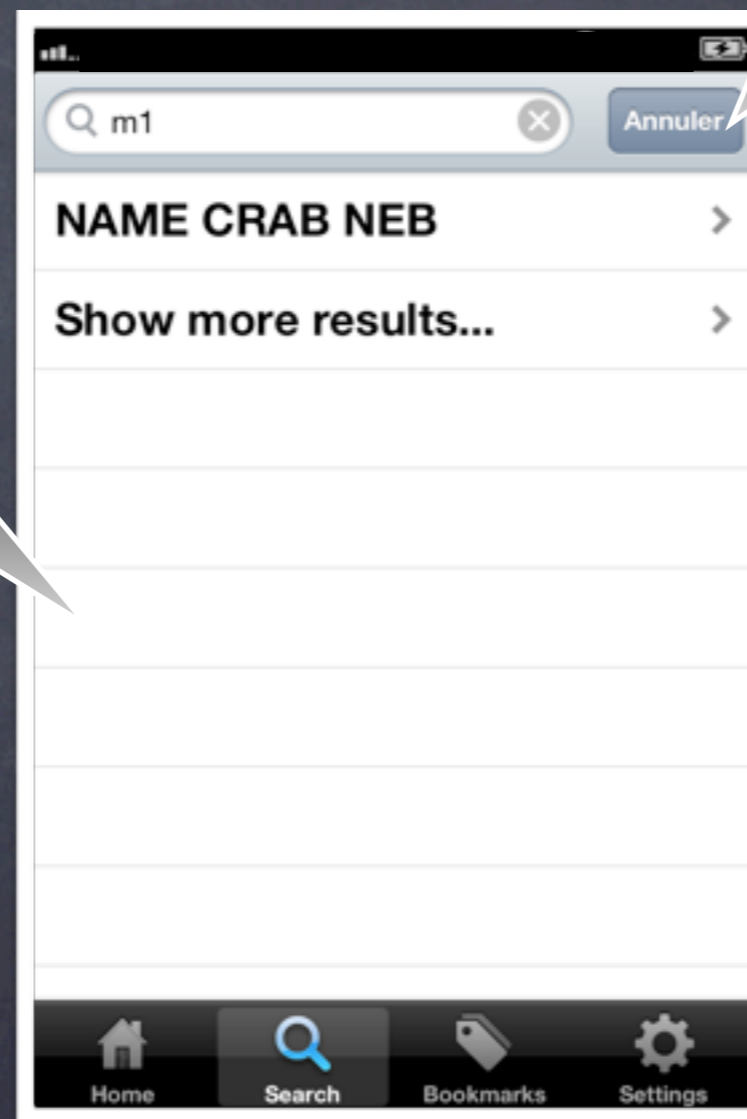 m1
Annuler
NAME CRAB NEB
Show more results...
Home
Search
Bookmarks
Settings